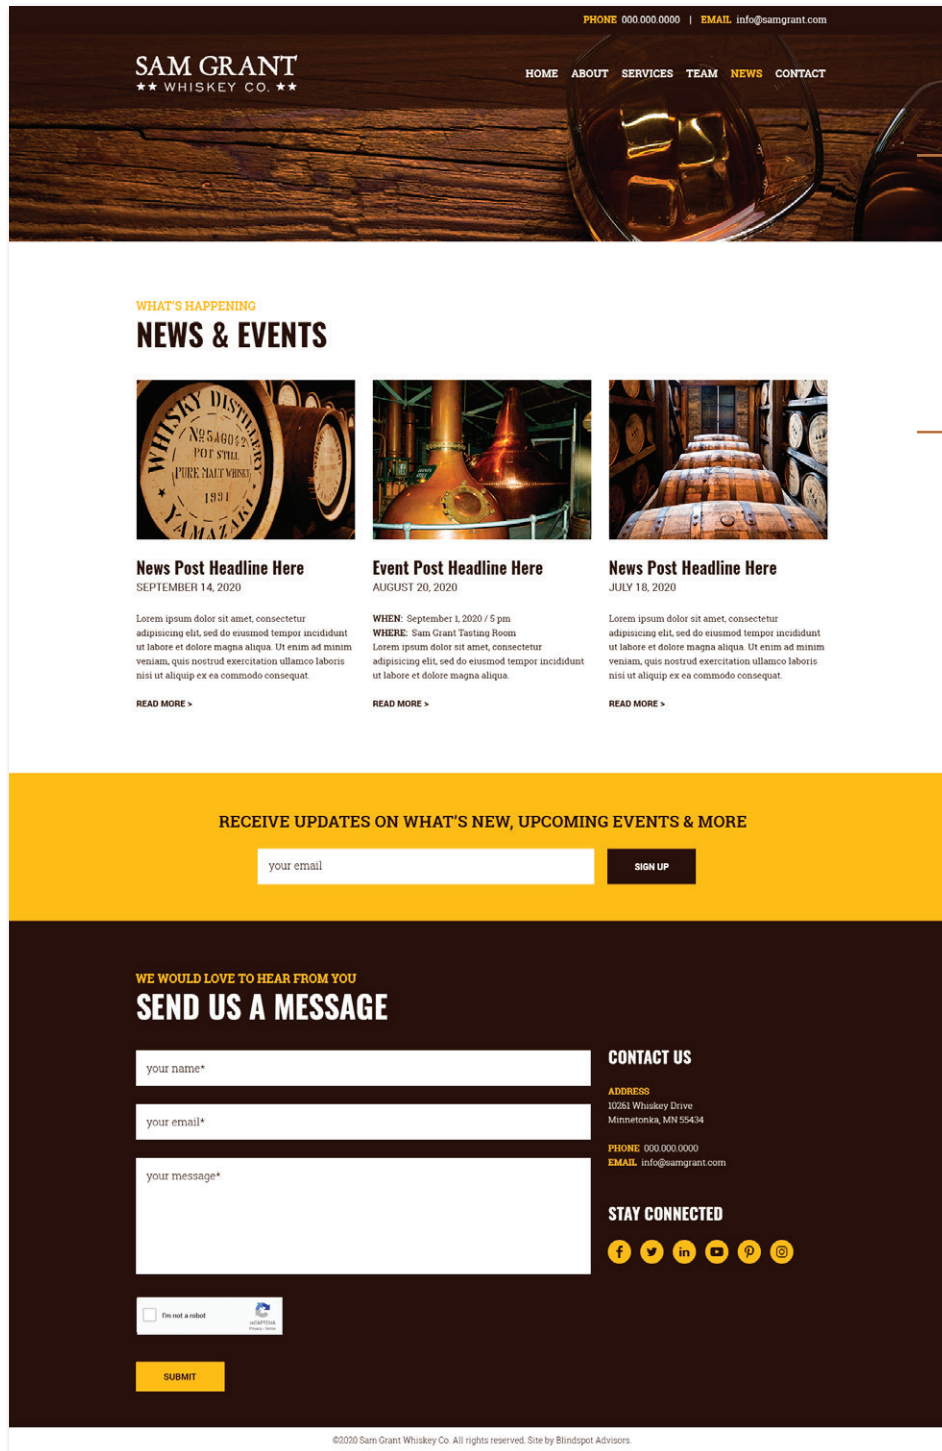 PHONE 000.000.0000 | EMAIL info@samgrant.com
SAM GRANT
★★ WHISKEY CO. ★★
HOME ABOUT SERVICES TEAM NEWS CONTACT
WHAT'S HAPPENING
NEWS & EVENTS
WHISKY DISTILLERY
POT STILL
PURE MALT WHISKY
1991
YAMAZAKI
News Post Headline Here
SEPTEMBER 14, 2020
Lorem ipsum dolor sit amet, consectetur
adipisicing elit, sed do eiusmod tempor incididunt
ut labore et dolore magna aliqua. Ut enim ad minim
veniam, quis nostrud exercitation ullamco laboris
nisi ut aliquip ex ea commodo consequat.
READ MORE >
Event Post Headline Here
AUGUST 20, 2020
WHEN: September 1, 2020 / 5 pm
WHERE: Sam Grant Tasting Room
Lorem ipsum dolor sit amet, consectetur
adipisicing elit, sed do eiusmod tempor incididunt
ut labore et dolore magna aliqua.
READ MORE >
News Post Headline Here
JULY 18, 2020
Lorem ipsum dolor sit amet, consectetur
adipisicing elit, sed do eiusmod tempor incididunt
ut labore et dolore magna aliqua. Ut enim ad minim
veniam, quis nostrud exercitation ullamco laboris
nisi ut aliquip ex ea commodo consequat.
READ MORE >
RECEIVE UPDATES ON WHAT'S NEW, UPCOMING EVENTS & MORE
your email
SIGN UP
WE WOULD LOVE TO HEAR FROM YOU
SEND US A MESSAGE
your name*
your email*
your message*
I'm not a robot
reCAPTCHA
Privacy - Terms
SUBMIT
CONTACT US
ADDRESS
10261 Whiskey Drive
Minnetonka, MN 55434
PHONE 000.000.0000
EMAIL info@samgrant.com
STAY CONNECTED
©2020 Sam Grant Whiskey Co. All rights reserved. Site by Blindspot Advisors.